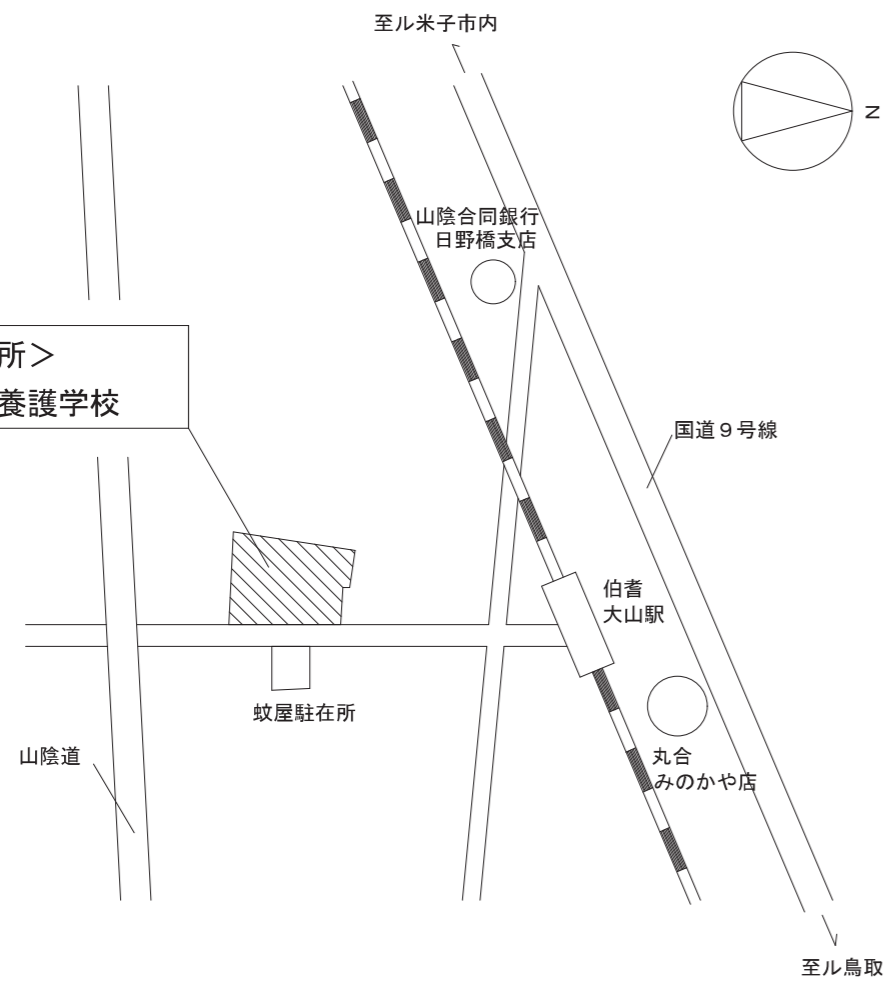 至ル米子市内
N
山陰合同銀行
日野橋支店
所＞
養護学校
国道９号線
伯耆
大山駅
蚊屋駐在所
山陰道
丸合
みのかや店
至ル鳥取